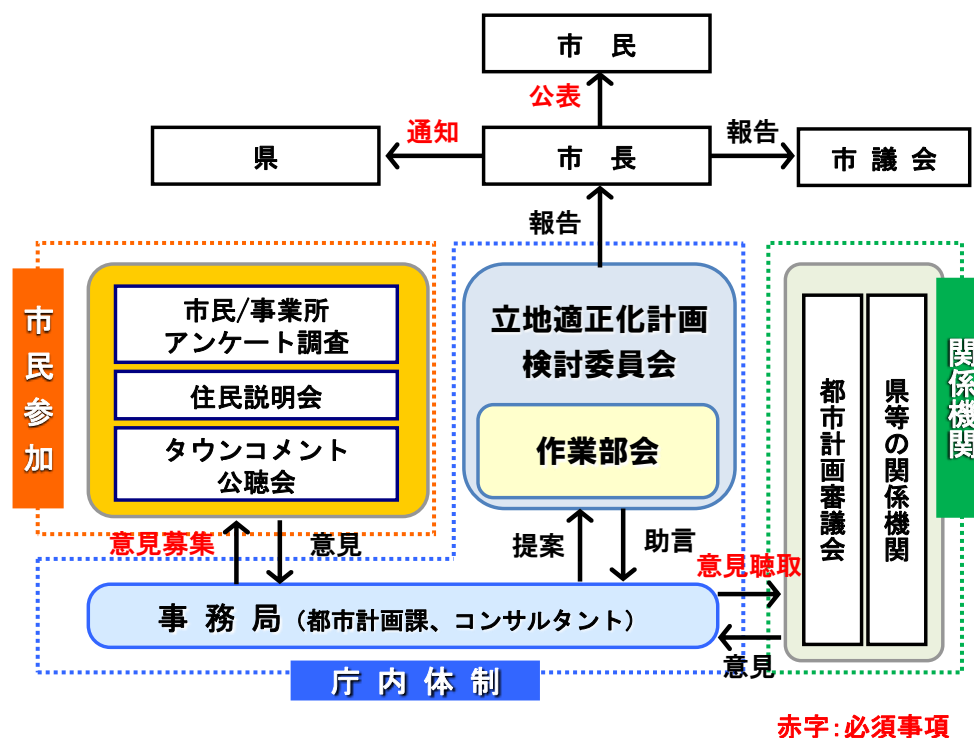 市 民
公表
通知
報告
県
市 長
市 議 会
報告
市民参加
市民/事業所
アンケート調査
住民説明会
タウンコメント
公聴会
立地適正化計画
検討委員会
作業部会
関係機関
都市計画審議会
県等の関係機関
意見募集
意見
提案
助言
意見聴取
事 務 局（都市計画課、コンサルタント）
意見
庁 内 体 制
赤字：必須事項